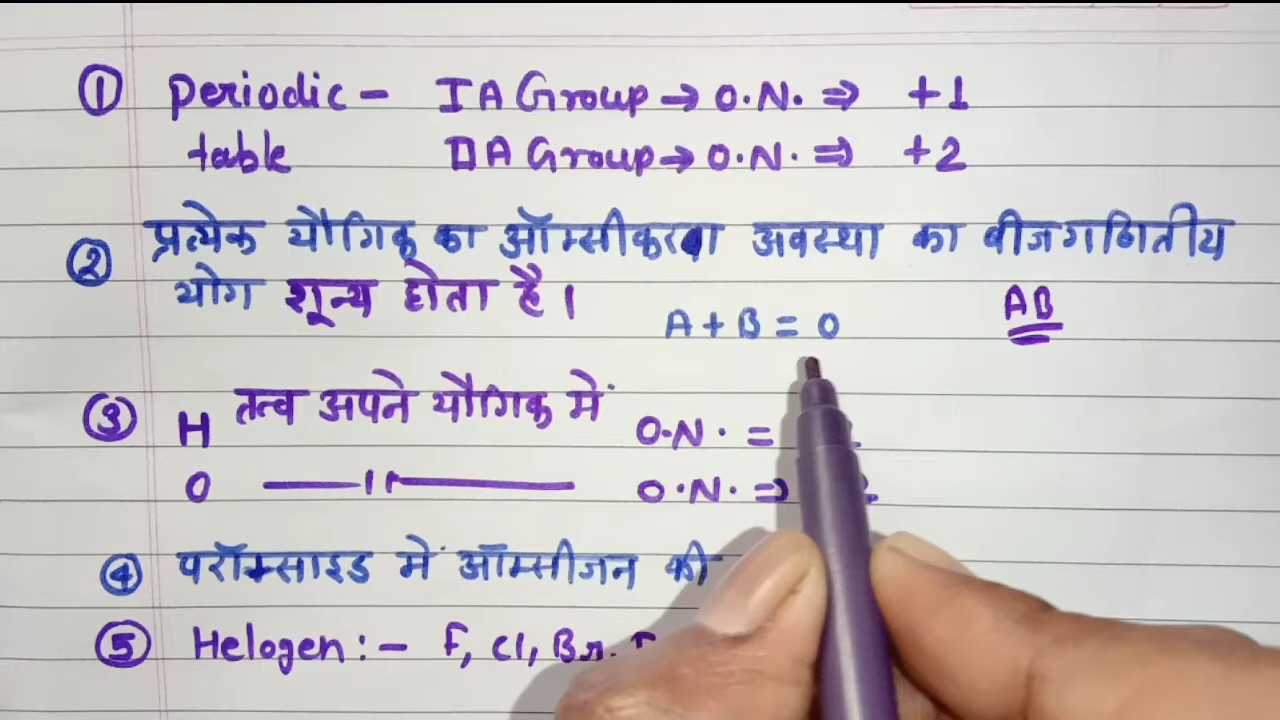 ① Periodic - IA Group → O.N. ⇒ +1
table IIA Group → O.N. ⇒ +2
② प्रत्येक यौगिक का ऑक्सीकरण अवस्था का बीजगणितीय
योग शून्य होता है।
A + B = 0 AB
③ H तत्व अपने यौगिक में O.N. =
O —||— O.N. ⇒
④ परॉक्साइड में ऑक्सीजन की
⑤ Helogen :- F, Cl, Br,